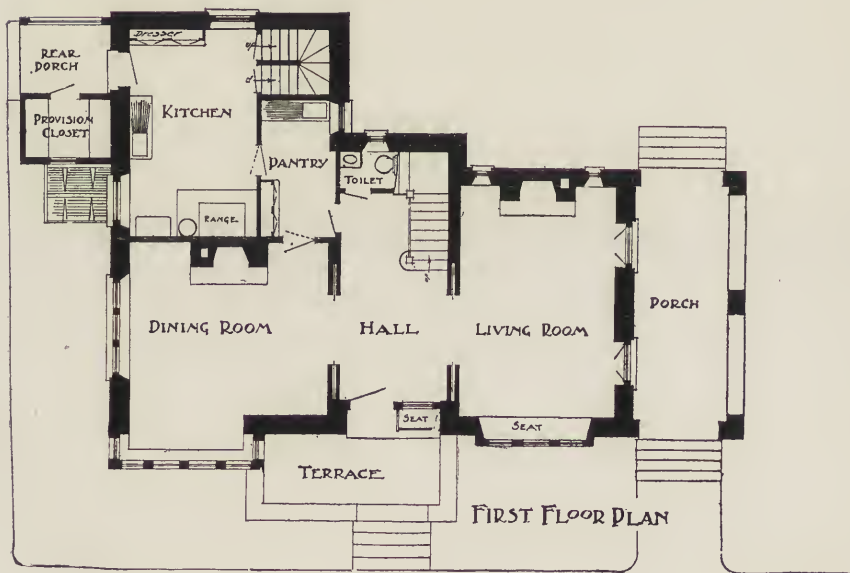 Dresser
up
REAR
PORCH
KITCHEN
d
PROVISION
CLOSET
PANTRY
TOILET
RANGE
DINING ROOM
HALL
LIVING ROOM
PORCH
SEAT
SEAT
TERRACE
FIRST FLOOR PLAN